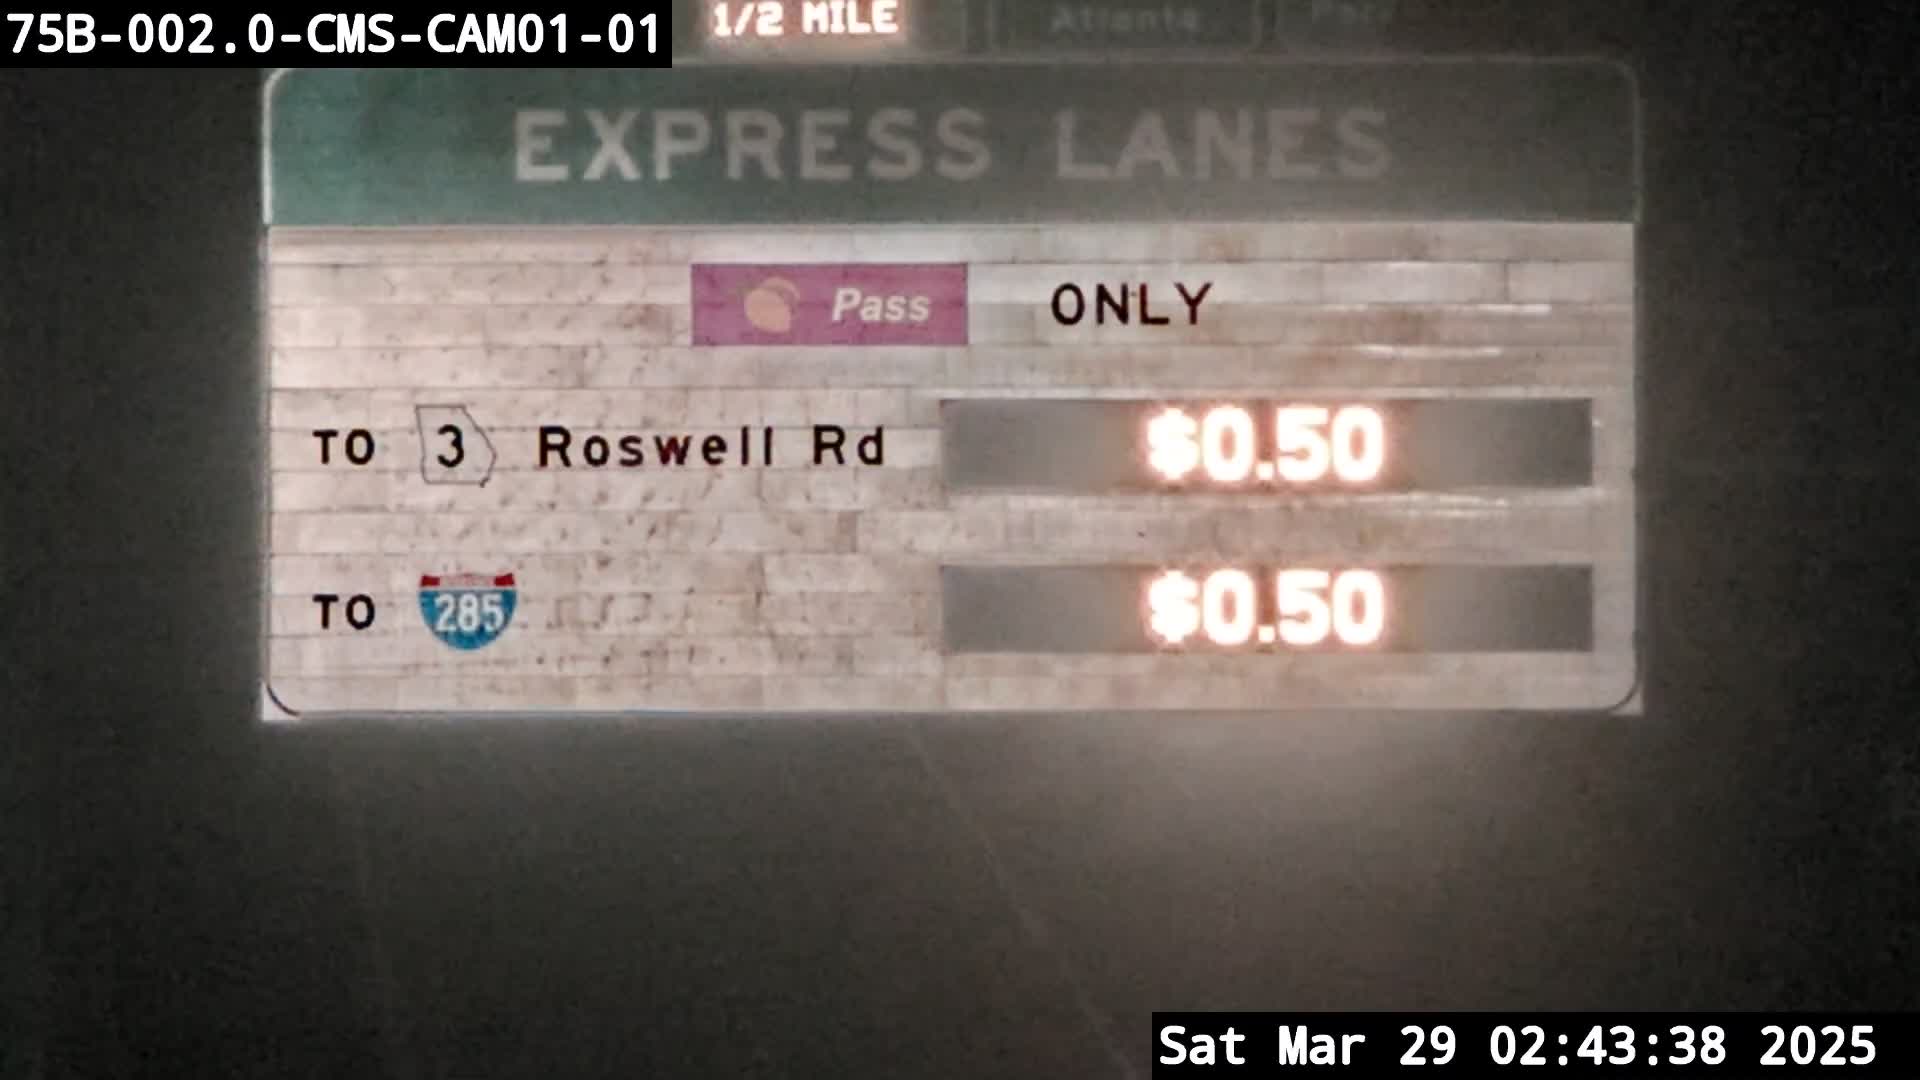 75B-002.0-CMS-CAM01-01
1/2 MILE
Atlanta
EXPRESS LANES
Pass ONLY
TO 3 Roswell Rd $0.50
TO 285 $0.50
Sat Mar 29 02:43:38 2025